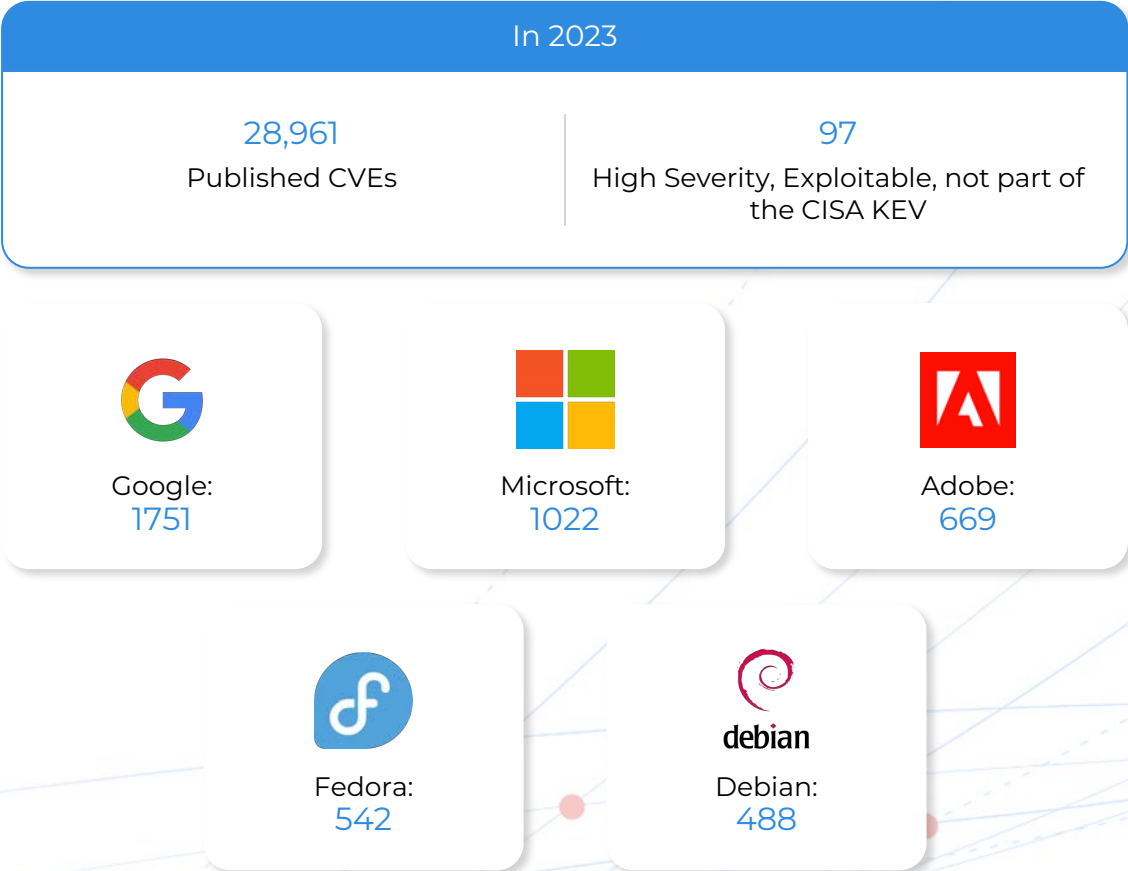 In 2023
28,961
Published CVEs
97
High Severity, Exploitable, not part of
the CISA KEV
Google:
1751
Microsoft:
1022
Adobe:
669
Fedora:
542
debian
Debian:
488